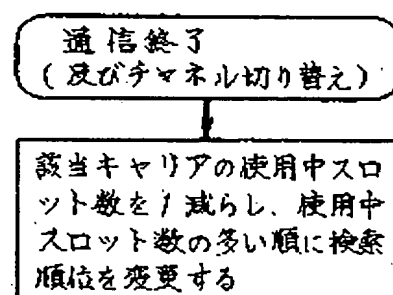 通信終了
(及びチャネル切り替え)
該当キャリアの使用中スロ
ット数を1減らし、使用中
スロット数の多い順に検索
順位を変更する